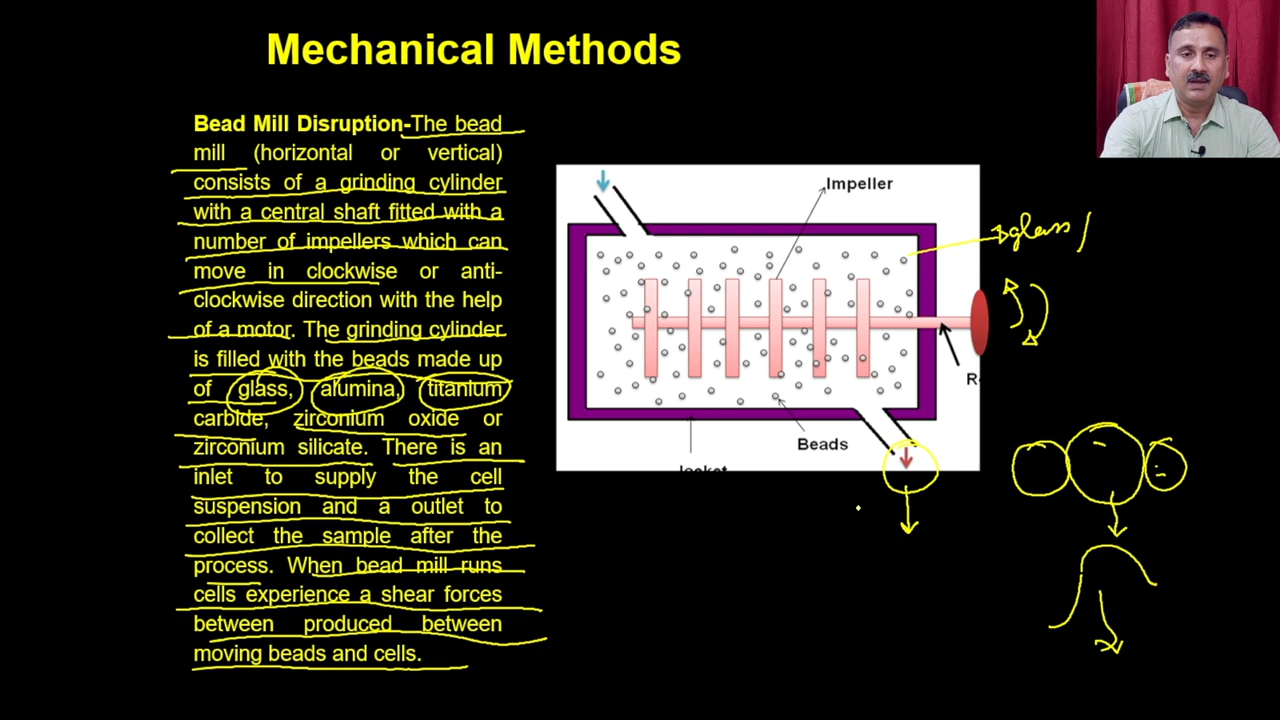 Mechanical Methods
Bead Mill Disruption-The bead
mill (horizontal or vertical)
consists of a grinding cylinder
with a central shaft fitted with a
number of impellers which can
move in clockwise or anti-
clockwise direction with the help
of a motor. The grinding cylinder
is filled with the beads made up
of glass, alumina, titanium
carbide, zirconium oxide or
zirconium silicate. There is an
inlet to supply the cell
suspension and a outlet to
collect the sample after the
process. When bead mill runs
cells experience a shear forces
between produced between
moving beads and cells.
Impeller
glass/
Beads
Jacket